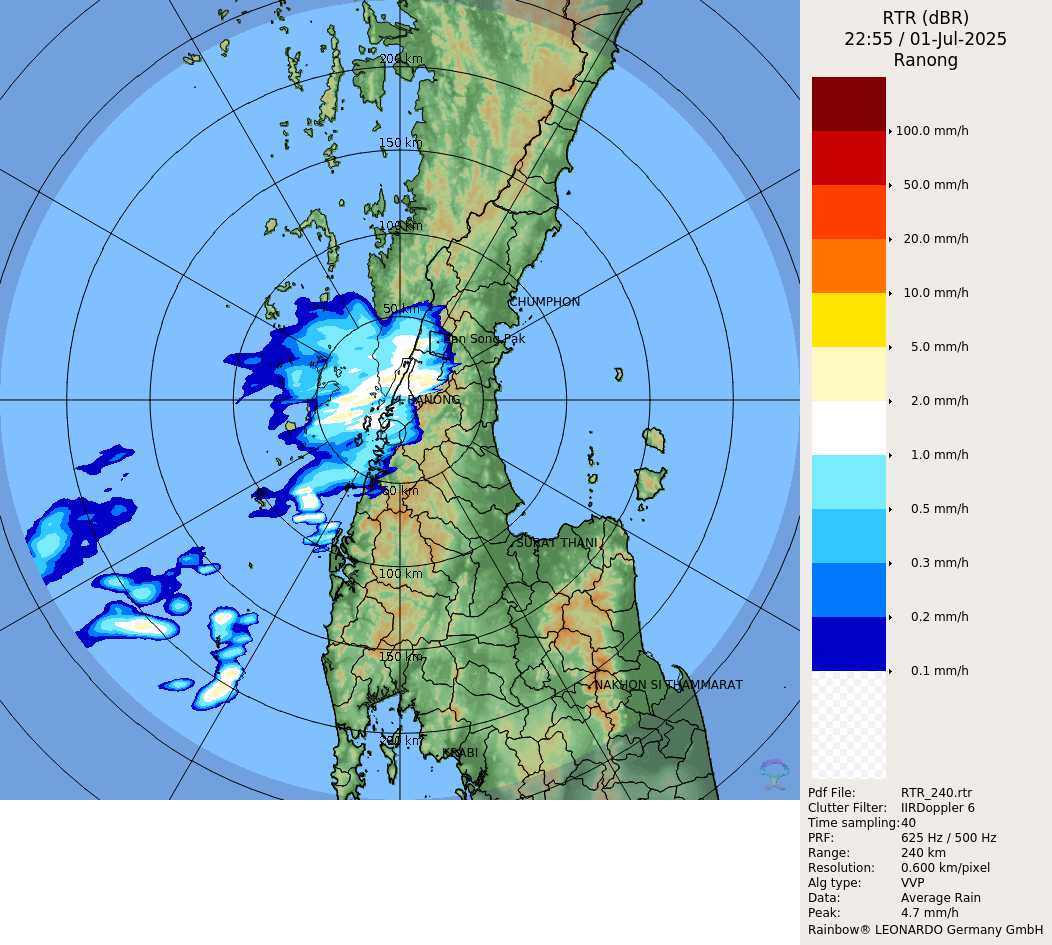 200 km
150 km
100 km
50 km
CHUMPHON
Ban Song Pak
RANONG
50 km
SURAT THANI
100 km
150 km
NAKHON SI THAMMARAT
200 km
KRABI
RTR (dBR)
22:55 / 01-Jul-2025
Ranong
100.0 mm/h
50.0 mm/h
20.0 mm/h
10.0 mm/h
5.0 mm/h
2.0 mm/h
1.0 mm/h
0.5 mm/h
0.3 mm/h
0.2 mm/h
0.1 mm/h
Pdf File: RTR_240.rtr
Clutter Filter: IIRDoppler 6
Time sampling: 40
PRF: 625 Hz / 500 Hz
Range: 240 km
Resolution: 0.600 km/pixel
Alg type: VVP
Data: Average Rain
Peak: 4.7 mm/h
Rainbow® LEONARDO Germany GmbH